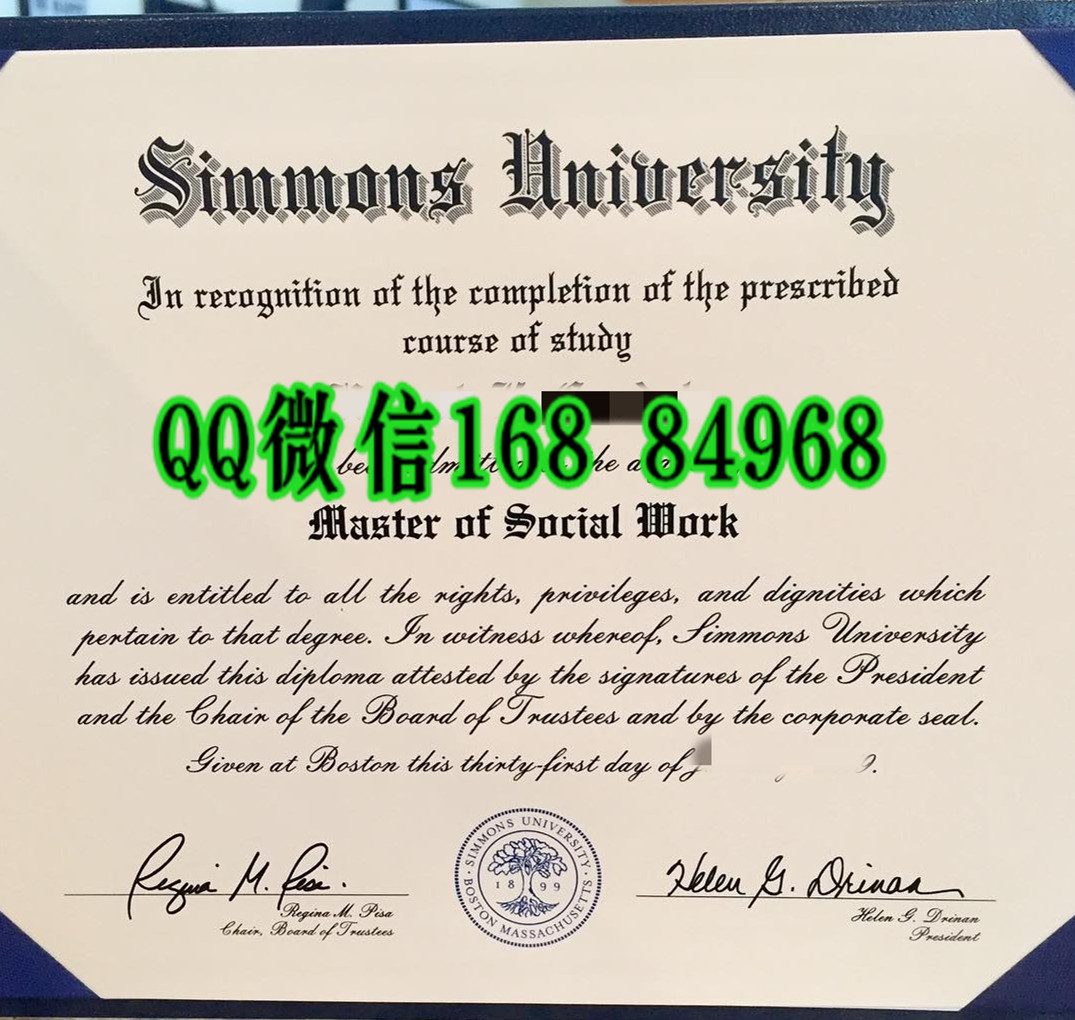 Simmons University
In recognition of the completion of the prescribed
course of study
QQ微信168 84968
the
Master of Social Work
and is entitled to all the rights, privileges, and dignities which
pertain to that degree. In witness whereof, Simmons University
has issued this diploma attested by the signatures of the President
and the Chair of the Board of Trustees and by the corporate seal.
Given at Boston this thirty-first day of
Regina M. Pisa.
Helen G. Drinan
SIMMONS UNIVERSITY
1899
BOSTON MASSACHUSETTS
Regina M. Pisa
Chair, Board of Trustees
Helen G. Drinan
President